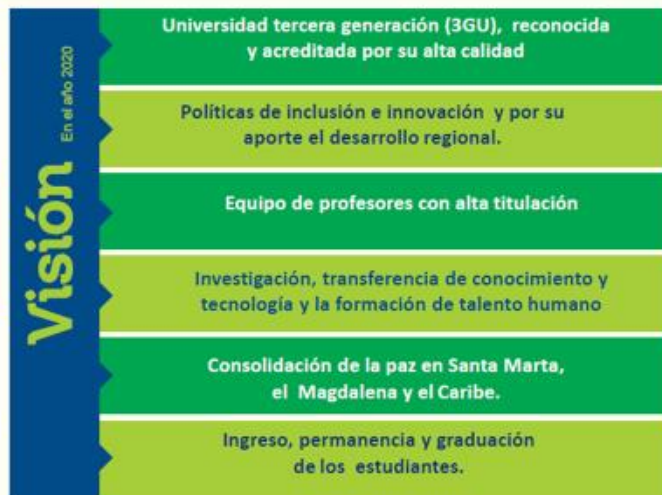 Visión
En el año 2020
Universidad tercera generación (3GU), reconocida
y acreditada por su alta calidad
Políticas de inclusión e innovación y por su
aporte el desarrollo regional.
Equipo de profesores con alta titulación
Investigación, transferencia de conocimiento y
tecnología y la formación de talento humano
Consolidación de la paz en Santa Marta,
el Magdalena y el Caribe.
Ingreso, permanencia y graduación
de los estudiantes.